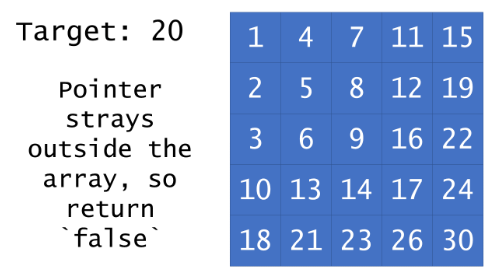 Target: 20
Pointer
strays
outside the
array, so
return
`false`
1 4 7 11 15
2 5 8 12 19
3 6 9 16 22
10 13 14 17 24
18 21 23 26 30